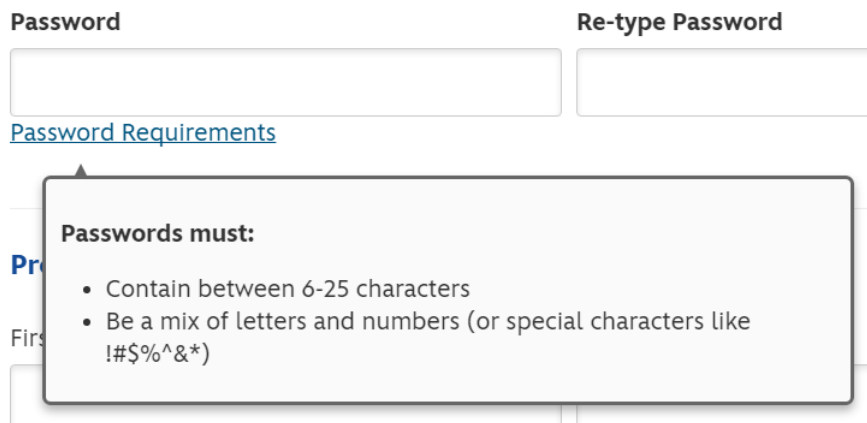 Password
Re-type Password
Password Requirements
Passwords must:
• Contain between 6-25 characters
• Be a mix of letters and numbers (or special characters like
!#$%^&*)